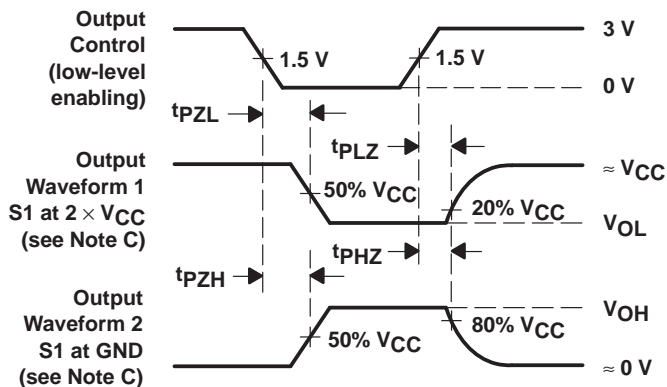 Output
Control
(low-level
enabling)
1.5 V
1.5 V
3 V
0 V
tPZL
tPLZ
Output
Waveform 1
S1 at 2 × VCC
(see Note C)
50% VCC
20% VCC
≈ VCC
VOL
tPZH
tPHZ
Output
Waveform 2
S1 at GND
(see Note C)
50% VCC
80% VCC
VOH
≈ 0 V